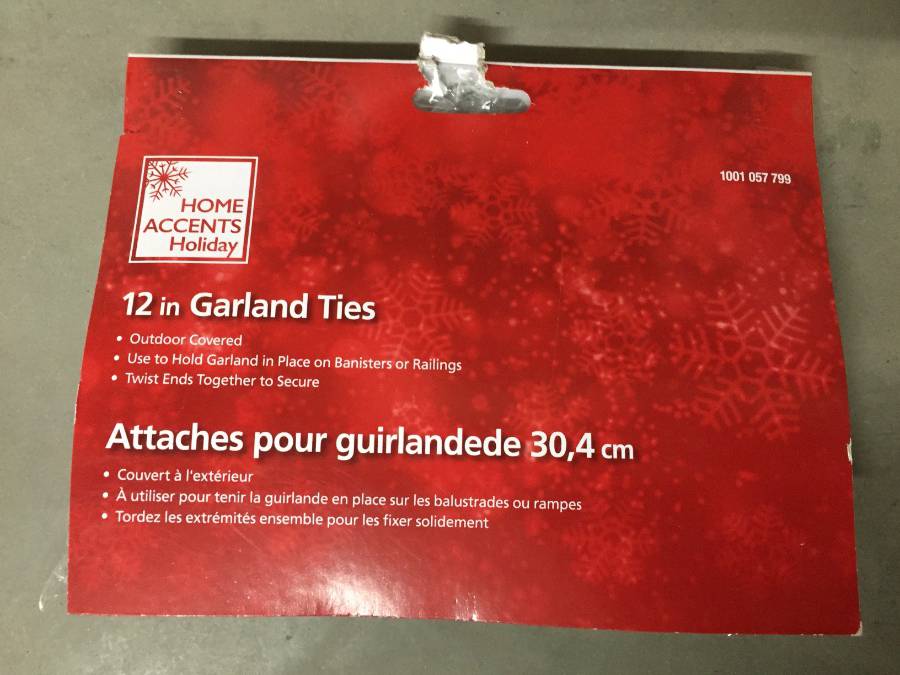 1001 057 799
HOME
ACCENTS
Holiday
12 in Garland Ties
• Outdoor Covered
• Use to Hold Garland in Place on Banisters or Railings
• Twist Ends Together to Secure
Attaches pour guirlandede 30,4 cm
• Couvert à l'extérieur
• À utiliser pour tenir la guirlande en place sur les balustrades ou rampes
• Tordez les extrémités ensemble pour les fixer solidement